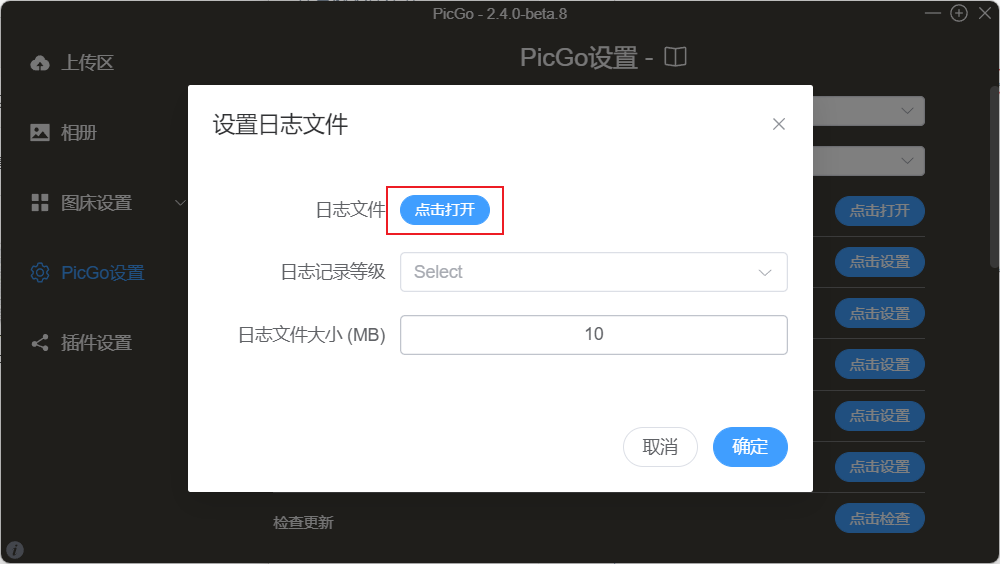 PicGo - 2.4.0-beta.8
上传区
相册
图床设置
PicGo设置
插件设置
PicGo设置 -
设置日志文件
日志文件 点击打开
日志记录等级 Select
日志文件大小 (MB) 10
取消 确定
点击打开
点击设置
点击设置
点击设置
点击设置
点击设置
检查更新 点击检查